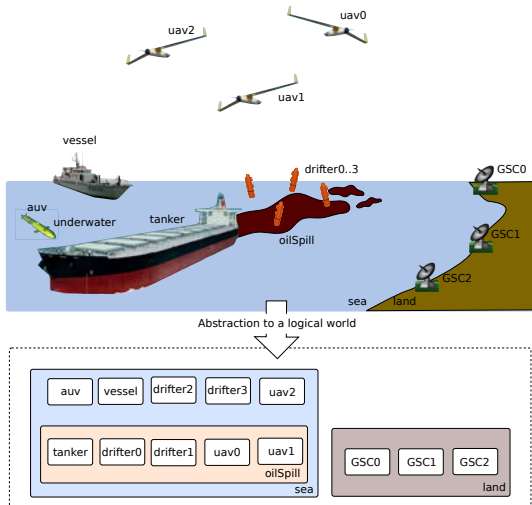 uav0
uav2
uav1
vessel
drifter0..3
GSC0
auv
underwater
tanker
oilSpill
GSC1
GSC2
sea
land
Abstraction to a logical world
auv
vessel
drifter2
drifter3
uav2
tanker
drifter0
drifter1
uav0
uav1
oilSpill
sea
GSC0
GSC1
GSC2
land